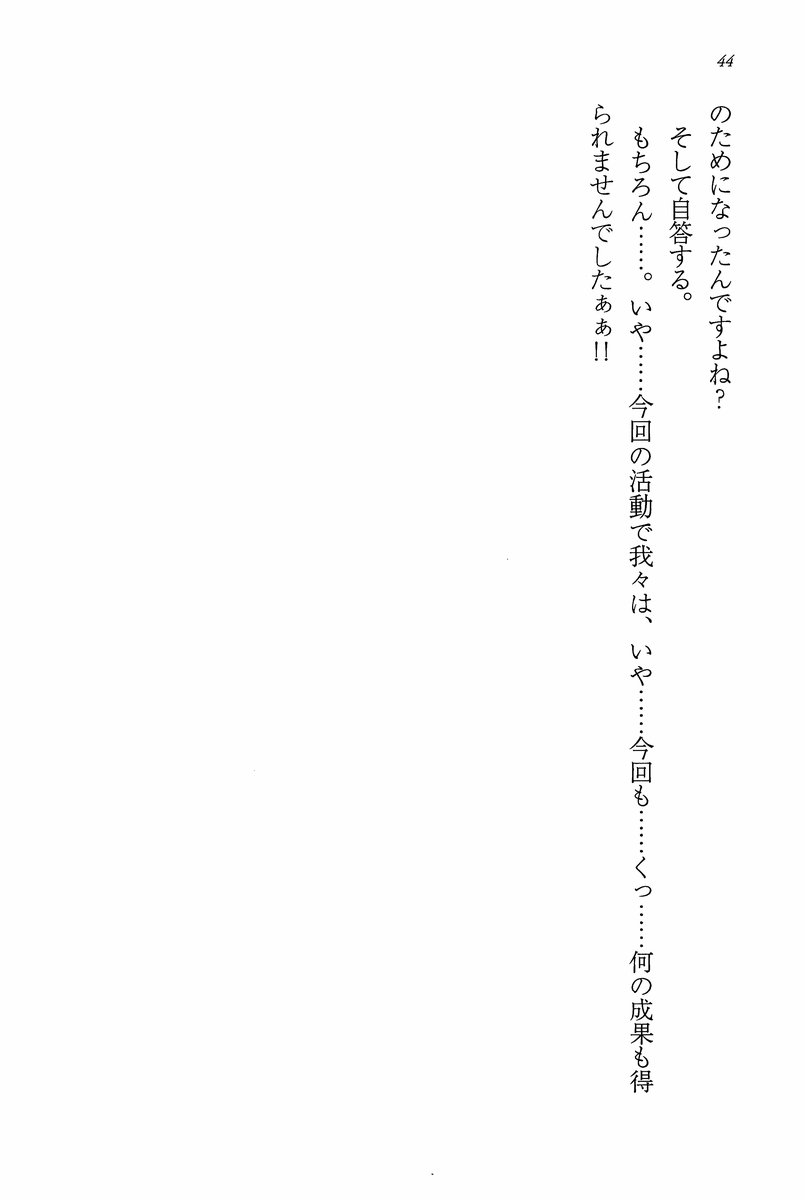 44
のためになったんですよね？
そして自答する。
もちろん……。いや……今回の活動で我々は、いや……今回も……くっ……何の成果も得
られませんでしたぁぁ!!